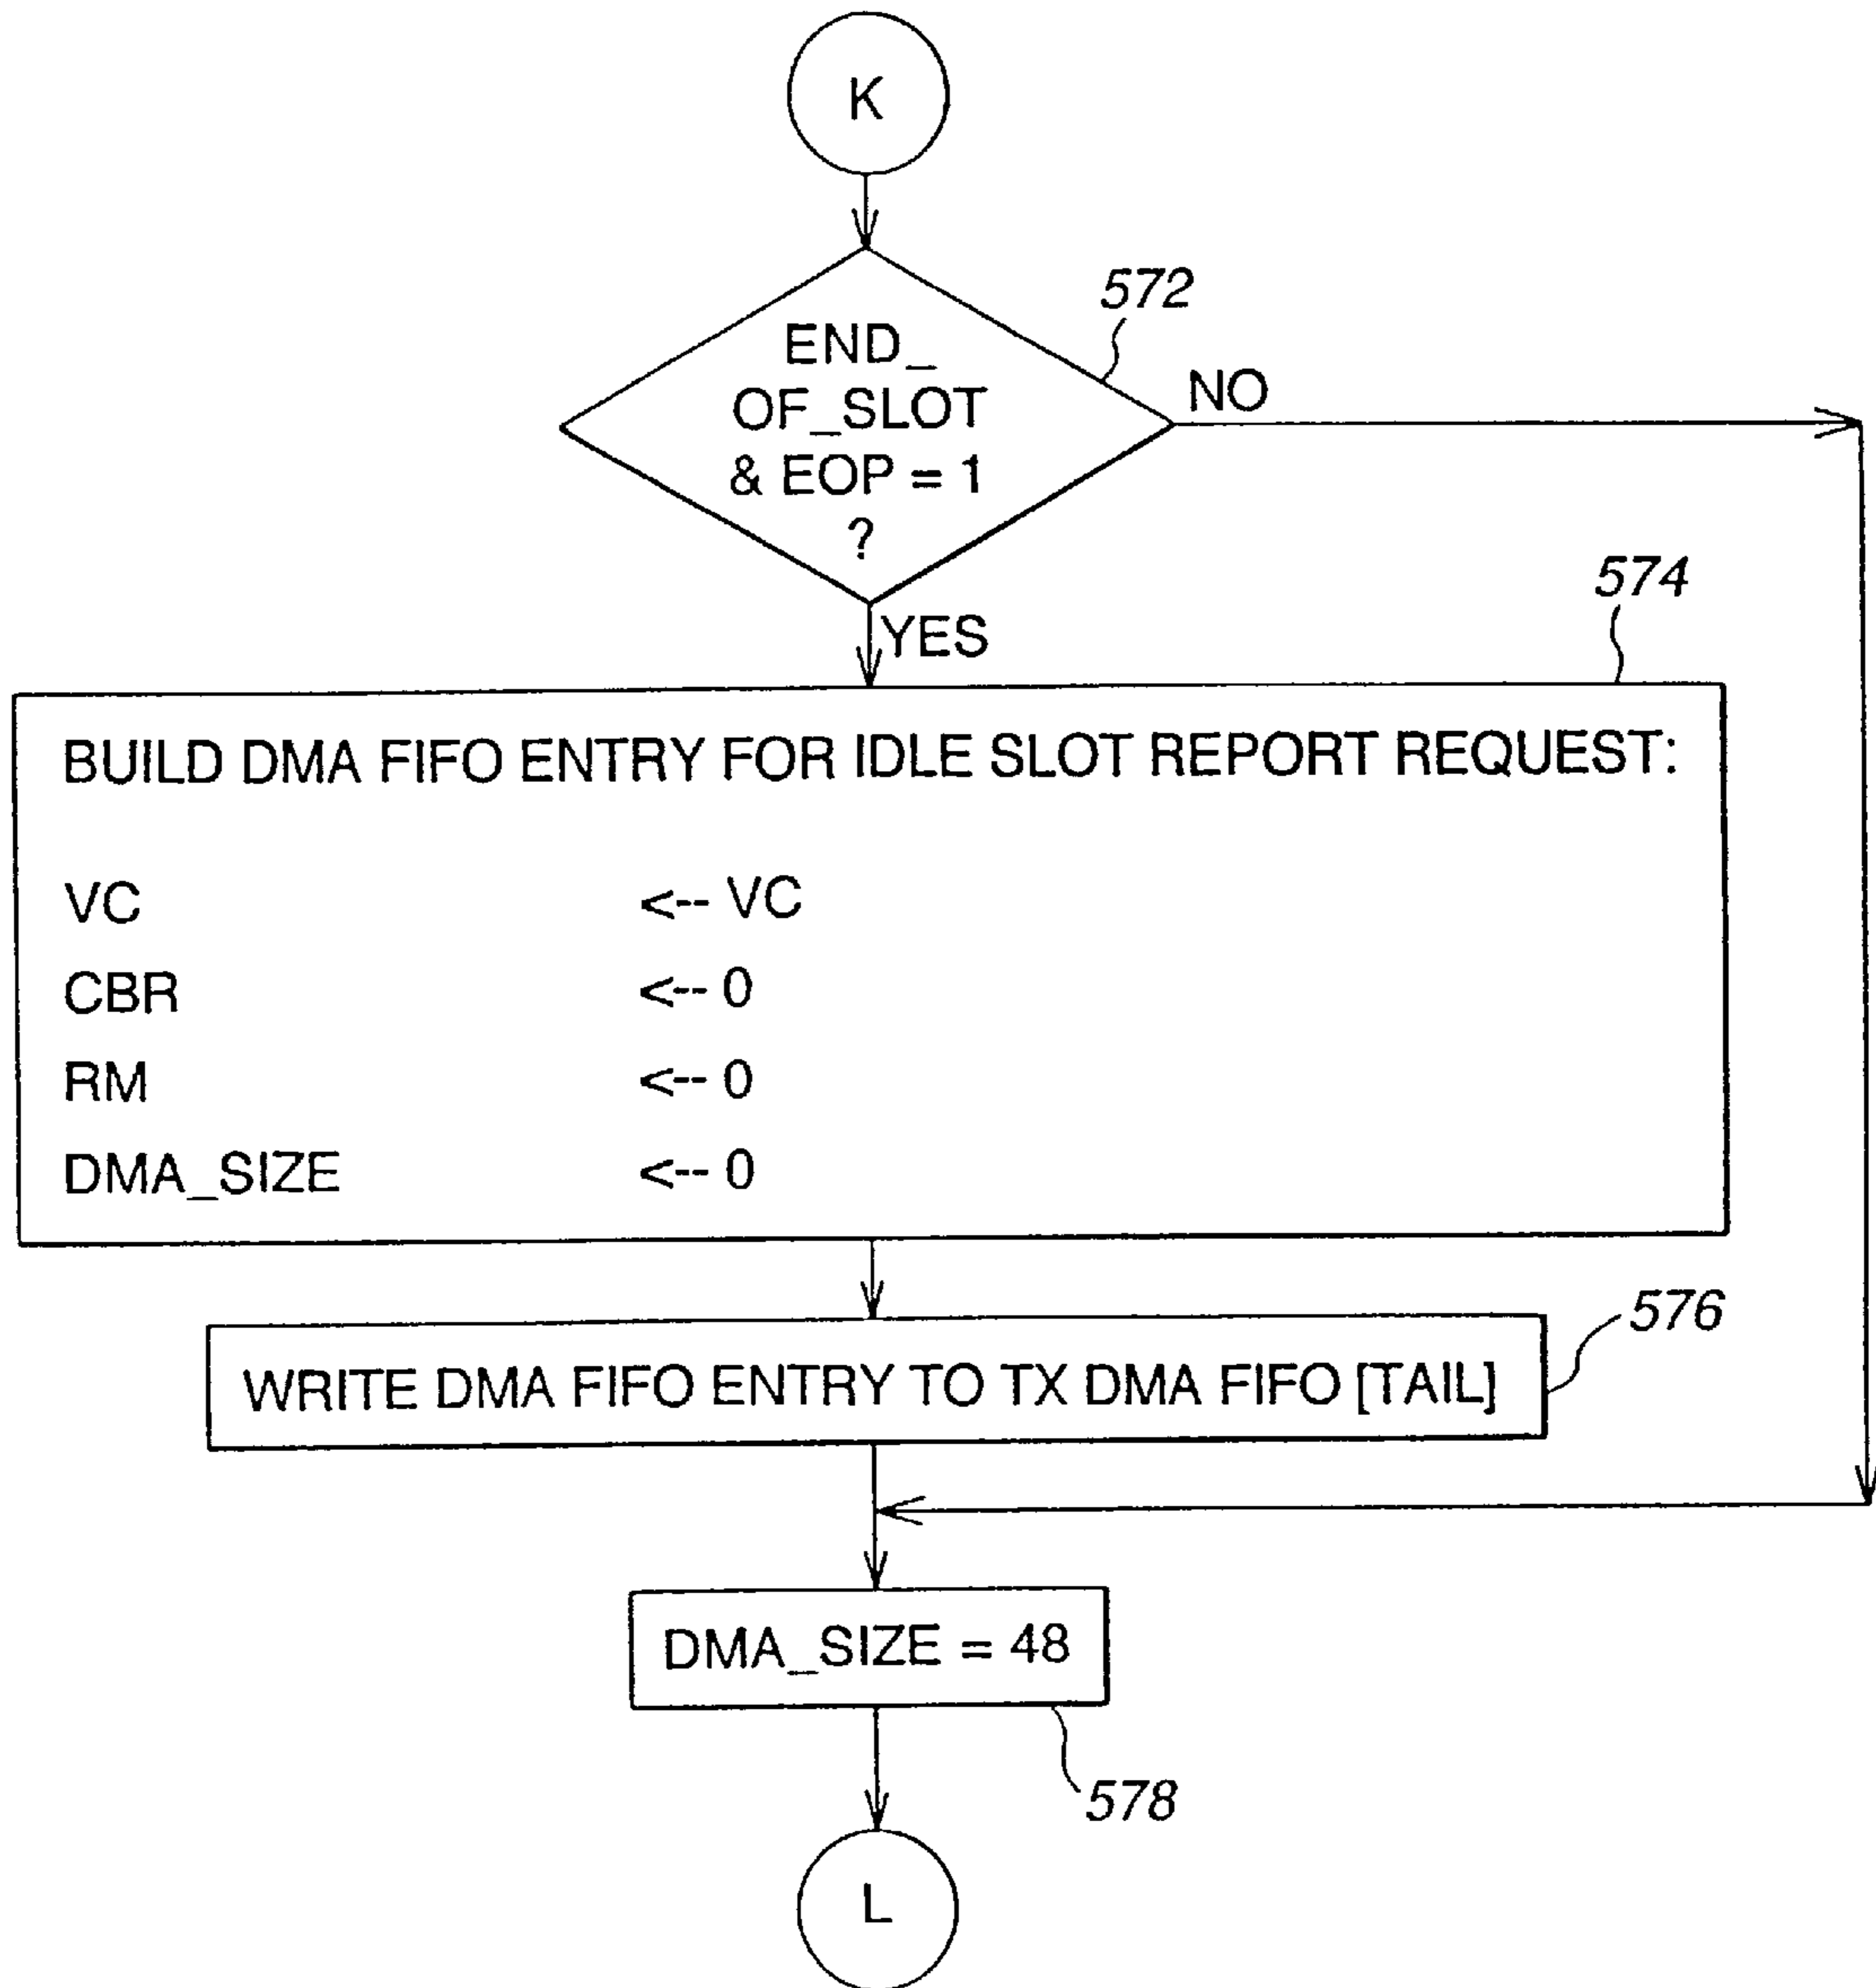 K
572
END_
OF_SLOT
& EOP = 1
?
NO
YES
574
BUILD DMA FIFO ENTRY FOR IDLE SLOT REPORT REQUEST:
VC <-- VC
CBR <-- 0
RM <-- 0
DMA_SIZE <-- 0
576
WRITE DMA FIFO ENTRY TO TX DMA FIFO [TAIL]
DMA_SIZE = 48
578
L